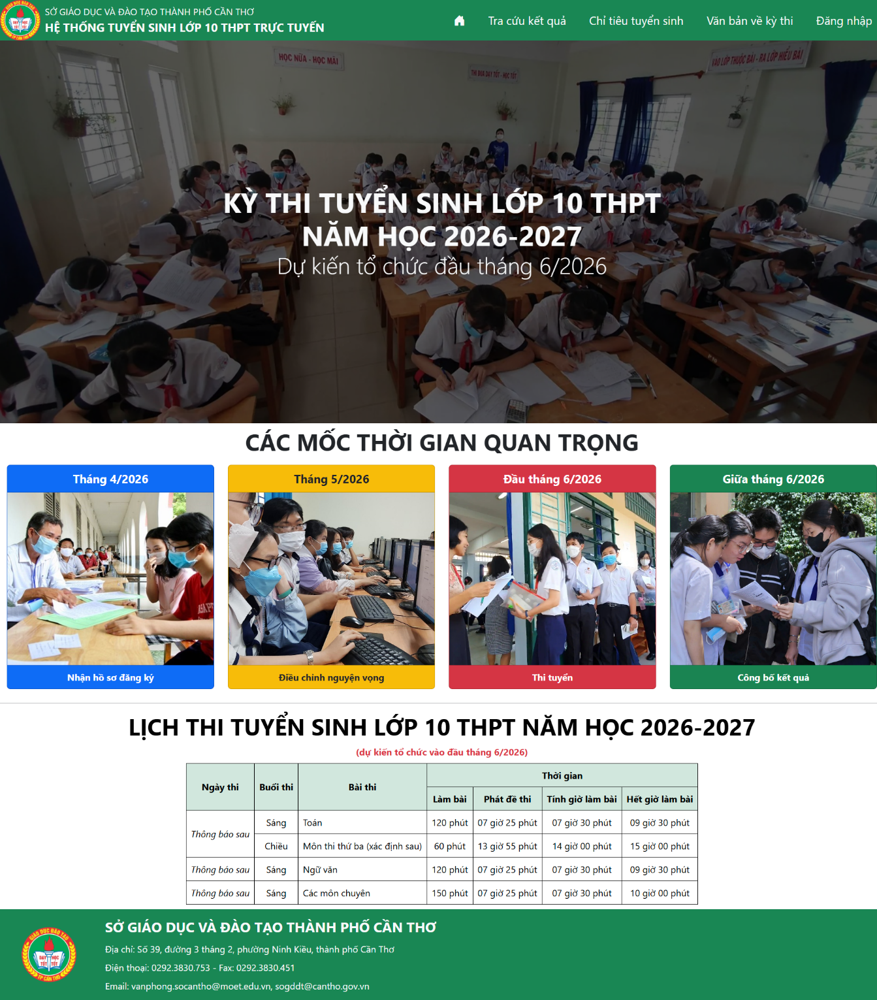 SỞ GIÁO DỤC VÀ ĐÀO TẠO THÀNH PHỐ CẦN THƠ
HỆ THỐNG TUYỂN SINH LỚP 10 THPT TRỰC TUYẾN
Tra cứu kết quả
Chỉ tiêu tuyển sinh
Văn bản về kỳ thi
Đăng nhập
HỌC NỮA - HỌC MÃI
THI ĐUA DẠY TỐT - HỌC TỐT
VÀO LỚP THUỘC BÀI - RA LỚP HIỂU BÀI
KỲ THI TUYỂN SINH LỚP 10 THPT
NĂM HỌC 2026-2027
Dự kiến tổ chức đầu tháng 6/2026
CÁC MỐC THỜI GIAN QUAN TRỌNG
Tháng 4/2026
Nhận hồ sơ đăng ký
Tháng 5/2026
Điều chỉnh nguyện vọng
Đầu tháng 6/2026
Thi tuyển
Giữa tháng 6/2026
Công bố kết quả
LỊCH THI TUYỂN SINH LỚP 10 THPT NĂM HỌC 2026-2027
(dự kiến tổ chức vào đầu tháng 6/2026)
Ngày thi Buổi thi Bài thi Thời gian
Làm bài Phát đề thi Tính giờ làm bài Hết giờ làm bài
Thông báo sau Sáng Toán 120 phút 07 giờ 25 phút 07 giờ 30 phút 09 giờ 30 phút
Chiều Môn thi thứ ba (xác định sau) 60 phút 13 giờ 55 phút 14 giờ 00 phút 15 giờ 00 phút
Thông báo sau Sáng Ngữ văn 120 phút 07 giờ 25 phút 07 giờ 30 phút 09 giờ 30 phút
Thông báo sau Sáng Các môn chuyên 150 phút 07 giờ 25 phút 07 giờ 30 phút 10 giờ 00 phút
GIÁO DỤC ĐÀO TẠO
DẠY TỐT HỌC TỐT
TP CẦN THƠ
SỞ GIÁO DỤC VÀ ĐÀO TẠO THÀNH PHỐ CẦN THƠ
Địa chỉ: Số 39, đường 3 tháng 2, phường Ninh Kiều, thành phố Cần Thơ
Điện thoại: 0292.3830.753 - Fax: 0292.3830.451
Email: vanphong.socantho@moet.edu.vn, sogddt@cantho.gov.vn